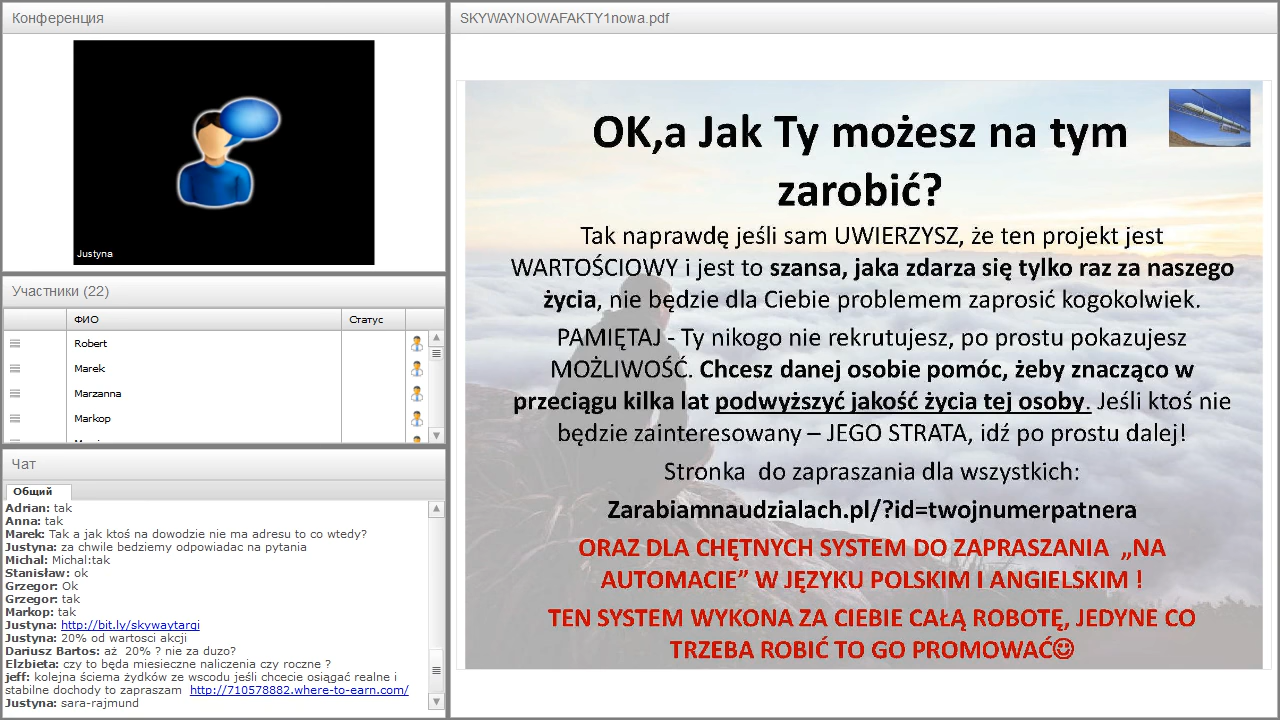 Конференция
Justyna
Участники (22)
ФИО
Статус
Robert
Marek
Marzanna
Markop
Чат
Общий
Adrian: tak
Anna: tak
Marek: Tak a jak ktoś na dowodzie nie ma adresu to co wtedy?
Justyna: za chwile bedziemy odpowiadac na pytania
Michal: Michal:tak
Stanisław: ok
Grzegor: Ok
Grzegor: tak
Markop: tak
Justyna: http://bit.ly/skywaytargi
Justyna: 20% od wartosci akcji
Dariusz Bartos: aż 20% ? nie za duzo?
Elzbieta: czy to będa miesieczne naliczenia czy roczne ?
jeff: kolejna ściema żydków ze wscodu jeśli chcecie osiągać realne i
stabilne dochody to zapraszam http://710578882.where-to-earn.com/
Justyna: sara-rajmund
SKYWAYNOWAFAKTY1nowa.pdf
OK,a Jak Ty możesz na tym
zarobić?
Tak naprawdę jeśli sam UWIERZYSZ, że ten projekt jest
WARTOŚCIOWY i jest to szansa, jaka zdarza się tylko raz za naszego
życia, nie będzie dla Ciebie problemem zaprosić kogokolwiek.
PAMIĘTAJ - Ty nikogo nie rekrutujesz, po prostu pokazujesz
MOŻLIWOŚĆ. Chcesz danej osobie pomóc, żeby znacząco w
przeciągu kilka lat podwyższyć jakość życia tej osoby. Jeśli ktoś nie
będzie zainteresowany – JEGO STRATA, idź po prostu dalej!
Stronka do zapraszania dla wszystkich:
Zarabiamnaudzialach.pl/?id=twojnumerpatnera
ORAZ DLA CHĘTNYCH SYSTEM DO ZAPRASZANIA „NA
AUTOMACIE” W JĘZYKU POLSKIM I ANGIELSKIM !
TEN SYSTEM WYKONA ZA CIEBIE CAŁĄ ROBOTĘ, JEDYNE CO
TRZEBA ROBIĆ TO GO PROMOWAĆ☺